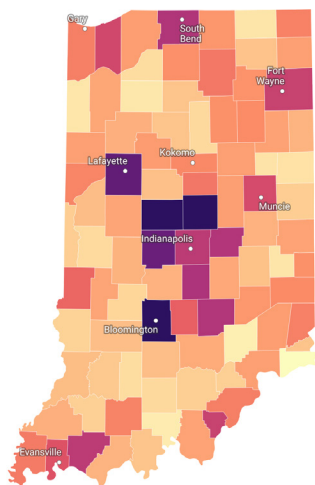 Gary
South
Bend
Fort
Wayne
Kokomo
Lafayette
Muncie
Indianapolis
Bloomington
Evansville